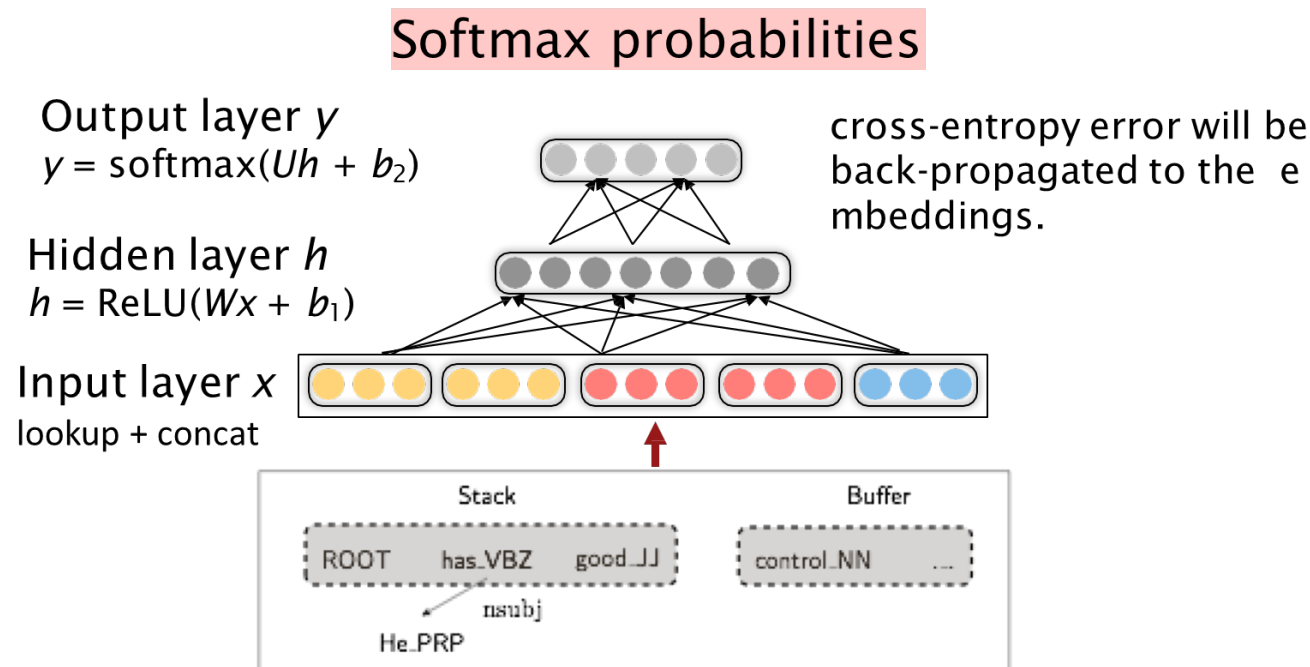 Softmax probabilities
Output layer y
y = softmax(Uh + b₂)
cross-entropy error will be
back-propagated to the e
mbeddings.
Hidden layer h
h = ReLU(Wx + b₁)
Input layer x
lookup + concat
Stack
Buffer
ROOT has_VBZ good_JJ
control_NN ...
nsubj
He_PRP